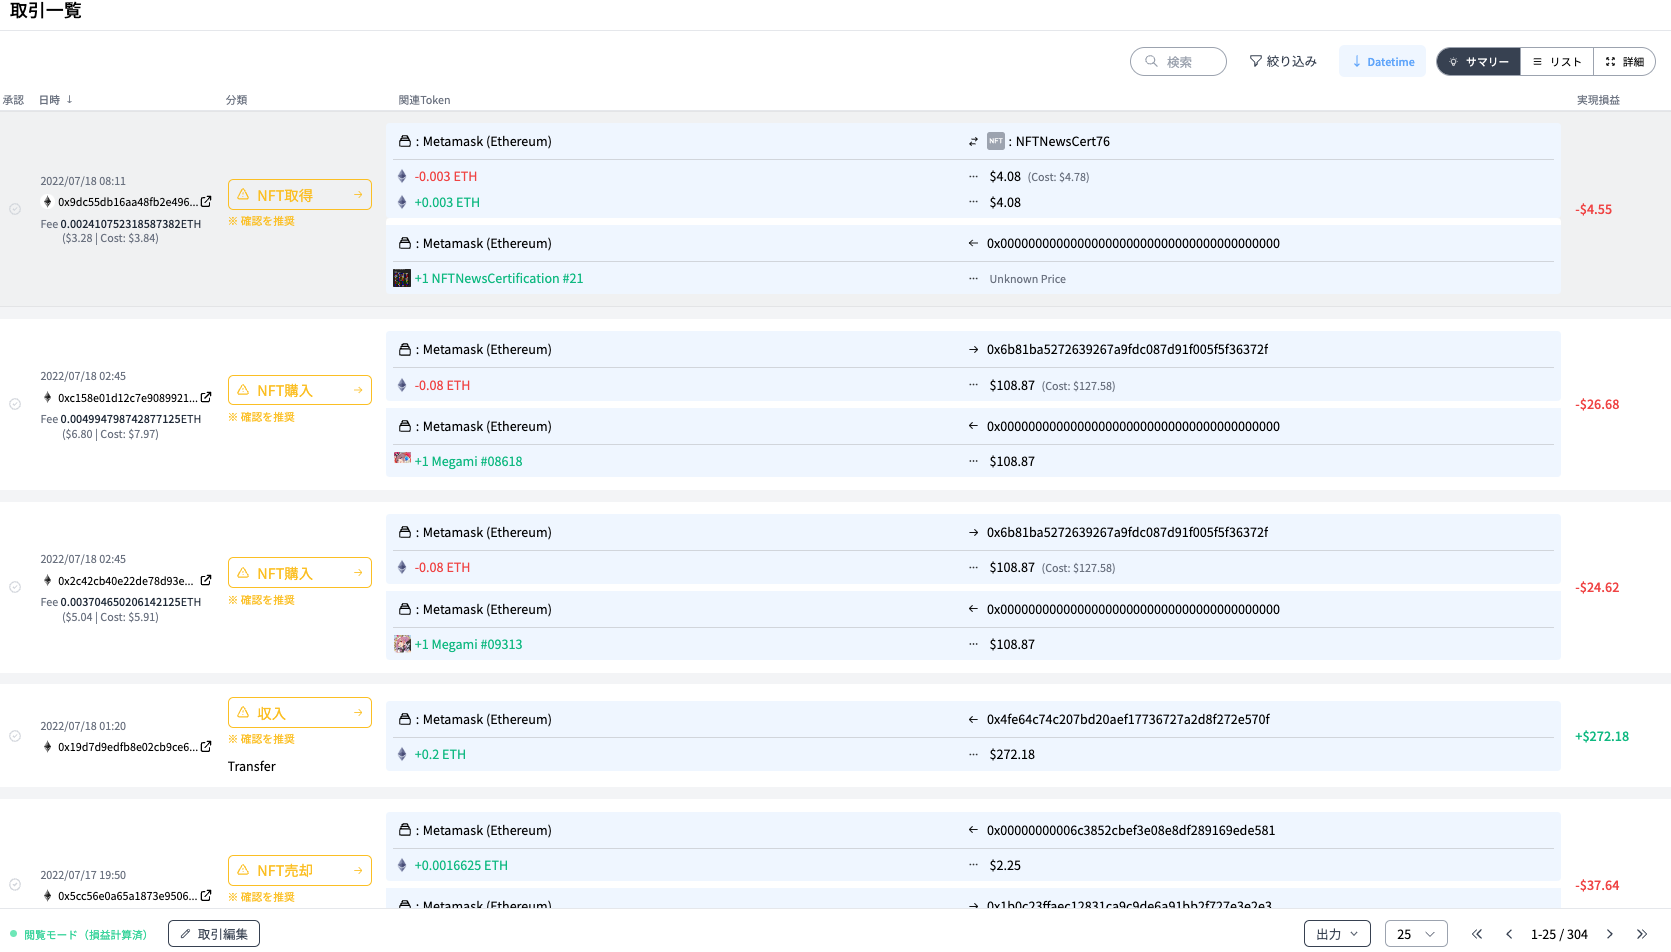 取引一覧
検索
絞り込み
↓ Datetime
サマリー
リスト
詳細
承認
日時 ↓
分類
関連Token
実現損益
2022/07/18 08:11
0x9dc55db16aa48fb2e496...
Fee 0.002410752318587382ETH
($3.28 | Cost: $3.84)
NFT取得 →
※ 確認を推奨
: Metamask (Ethereum)
NFT : NFTNewsCert76
-0.003 ETH
... $4.08 (Cost: $4.78)
+0.003 ETH
... $4.08
: Metamask (Ethereum)
← 0x0000000000000000000000000000000000000000
+1 NFTNewsCertification #21
... Unknown Price
-$4.55
2022/07/18 02:45
0xc158e01d12c7e9089921...
Fee 0.004994798742877125ETH
($6.80 | Cost: $7.97)
NFT購入 →
※ 確認を推奨
: Metamask (Ethereum)
→ 0x6b81ba5272639267a9fdc087d91f005f5f36372f
-0.08 ETH
... $108.87 (Cost: $127.58)
: Metamask (Ethereum)
← 0x0000000000000000000000000000000000000000
+1 Megami #08618
... $108.87
-$26.68
2022/07/18 02:45
0x2c42cb40e22de78d93e...
Fee 0.003704650206142125ETH
($5.04 | Cost: $5.91)
NFT購入 →
※ 確認を推奨
: Metamask (Ethereum)
→ 0x6b81ba5272639267a9fdc087d91f005f5f36372f
-0.08 ETH
... $108.87 (Cost: $127.58)
: Metamask (Ethereum)
← 0x0000000000000000000000000000000000000000
+1 Megami #09313
... $108.87
-$24.62
2022/07/18 01:20
0x19d7d9edfb8e02cb9ce6...
収入 →
※ 確認を推奨
Transfer
: Metamask (Ethereum)
← 0x4fe64c74c207bd20aef17736727a2d8f272e570f
+0.2 ETH
... $272.18
+$272.18
2022/07/17 19:50
0x5cc56e0a65a1873e9506...
NFT売却 →
※ 確認を推奨
: Metamask (Ethereum)
← 0x00000000006c3852cbef3e08e8df289169ede581
+0.0016625 ETH
... $2.25
: Metamask (Ethereum)
→ 0x1b0c23ffaec12831ca9c9de6a91bb2f727e3e2e3
-$37.64
閲覧モード（損益計算済）
取引編集
出力
25
1-25 / 304